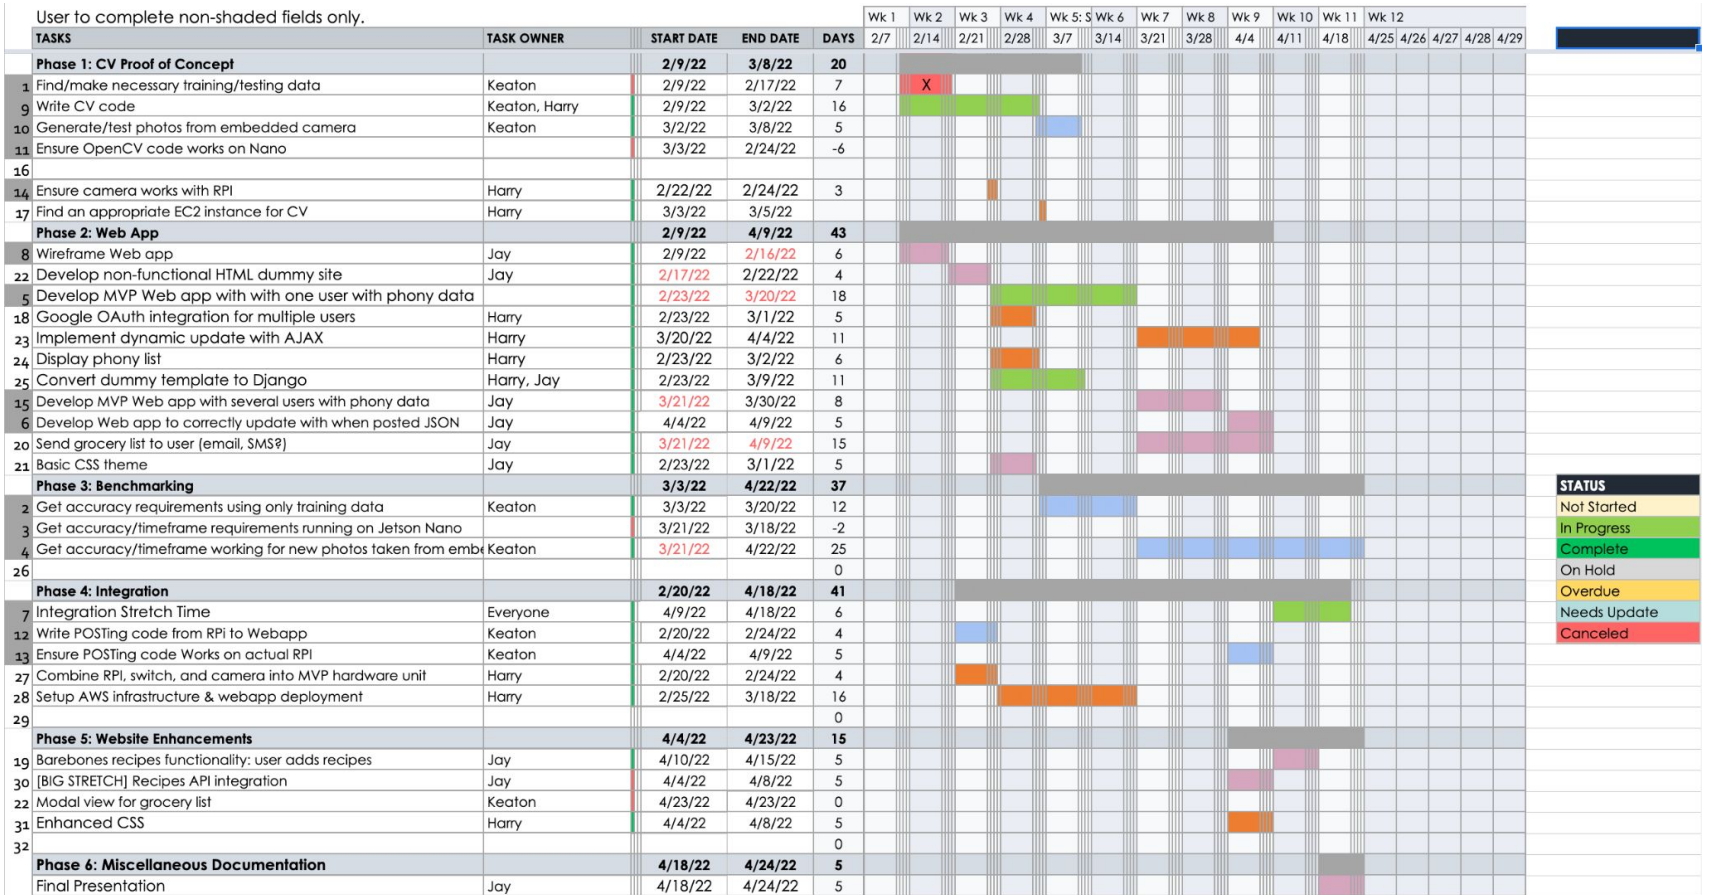 User to complete non-shaded fields only. Wk 1 Wk 2 Wk 3 Wk 4 Wk 5: S Wk 6 Wk 7 Wk 8 Wk 9 Wk 10 Wk 11 Wk 12
TASKS TASK OWNER START DATE END DATE DAYS 2/7 2/14 2/21 2/28 3/7 3/14 3/21 3/28 4/4 4/11 4/18 4/25 4/26 4/27 4/28 4/29
Phase 1: CV Proof of Concept 2/9/22 3/8/22 20
1 Find/make necessary training/testing data Keaton 2/9/22 2/17/22 7 X
9 Write CV code Keaton, Harry 2/9/22 3/2/22 16
10 Generate/test photos from embedded camera Keaton 3/2/22 3/8/22 5
11 Ensure OpenCV code works on Nano 3/3/22 2/24/22 -6
16
14 Ensure camera works with RPI Harry 2/22/22 2/24/22 3
17 Find an appropriate EC2 instance for CV Harry 3/3/22 3/5/22
Phase 2: Web App 2/9/22 4/9/22 43
8 Wireframe Web app Jay 2/9/22 2/16/22 6
22 Develop non-functional HTML dummy site Jay 2/17/22 2/22/22 4
5 Develop MVP Web app with with one user with phony data 2/23/22 3/20/22 18
18 Google OAuth integration for multiple users Harry 2/23/22 3/1/22 5
23 Implement dynamic update with AJAX Harry 3/20/22 4/4/22 11
24 Display phony list Harry 2/23/22 3/2/22 6
25 Convert dummy template to Django Harry, Jay 2/23/22 3/9/22 11
15 Develop MVP Web app with several users with phony data Jay 3/21/22 3/30/22 8
6 Develop Web app to correctly update with when posted JSON Jay 4/4/22 4/9/22 5
20 Send grocery list to user (email, SMS?) Jay 3/21/22 4/9/22 15
21 Basic CSS theme Jay 2/23/22 3/1/22 5
Phase 3: Benchmarking 3/3/22 4/22/22 37 STATUS
2 Get accuracy requirements using only training data Keaton 3/3/22 3/20/22 12 Not Started
3 Get accuracy/timeframe requirements running on Jetson Nano 3/21/22 3/18/22 -2 In Progress
4 Get accuracy/timeframe working for new photos taken from embe Keaton 3/21/22 4/22/22 25 Complete
26 0 On Hold
Phase 4: Integration 2/20/22 4/18/22 41 Overdue
7 Integration Stretch Time Everyone 4/9/22 4/18/22 6 Needs Update
12 Write POSTing code from RPi to Webapp Keaton 2/20/22 2/24/22 4 Canceled
13 Ensure POSTing code Works on actual RPI Keaton 4/4/22 4/9/22 5
27 Combine RPI, switch, and camera into MVP hardware unit Harry 2/20/22 2/24/22 4
28 Setup AWS infrastructure & webapp deployment Harry 2/25/22 3/18/22 16
29 0
Phase 5: Website Enhancements 4/4/22 4/23/22 15
19 Barebones recipes functionality: user adds recipes Jay 4/10/22 4/15/22 5
30 [BIG STRETCH] Recipes API integration Jay 4/4/22 4/8/22 5
22 Modal view for grocery list Keaton 4/23/22 4/23/22 0
31 Enhanced CSS Harry 4/4/22 4/8/22 5
32 0
Phase 6: Miscellaneous Documentation 4/18/22 4/24/22 5
Final Presentation Jay 4/18/22 4/24/22 5